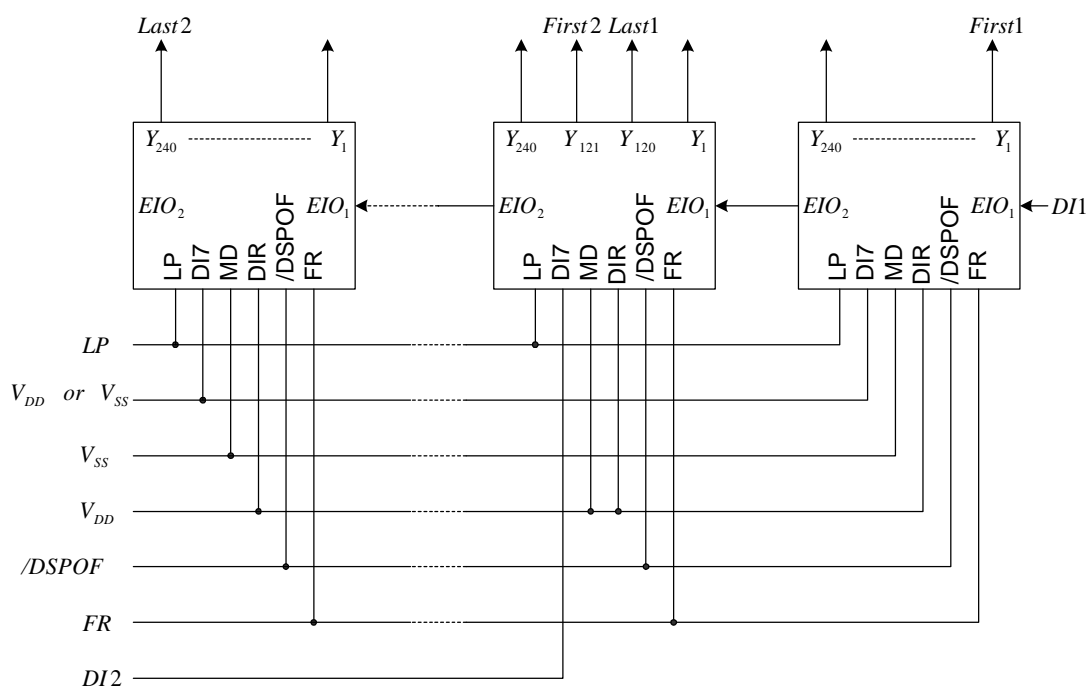 Last2 First2 Last1 First1
Y240 Y1 Y240 Y121 Y120 Y1 Y240 Y1
EIO2 EIO1 EIO2 EIO1 EIO2 EIO1 DI1
LP DI7 MD DIR /DSPOF FR LP DI7 MD DIR /DSPOF FR LP DI7 MD DIR /DSPOF FR
LP
VDD or VSS
VSS
VDD
/DSPOF
FR
DI2